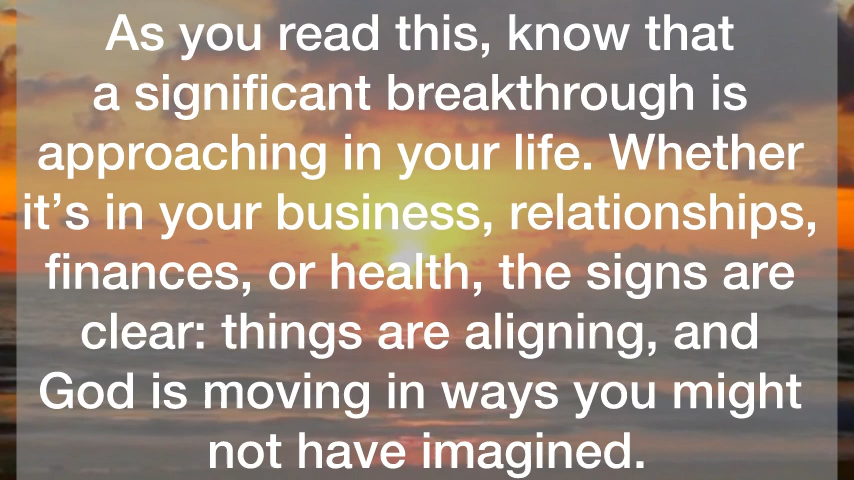 As you read this, know that
a significant breakthrough is
approaching in your life. Whether
it’s in your business, relationships,
finances, or health, the signs are
clear: things are aligning, and
God is moving in ways you might
not have imagined.